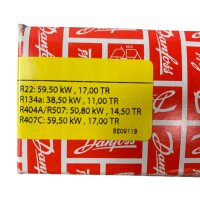 Danfoss
R22: 59,50 kW , 17,00 TR
R134a: 38,50 kW , 11,00 TR
R404A/R507: 50,80 kW , 14,50 TR
R407C: 59,50 kW , 17,00 TR
BE09118
Danfoss